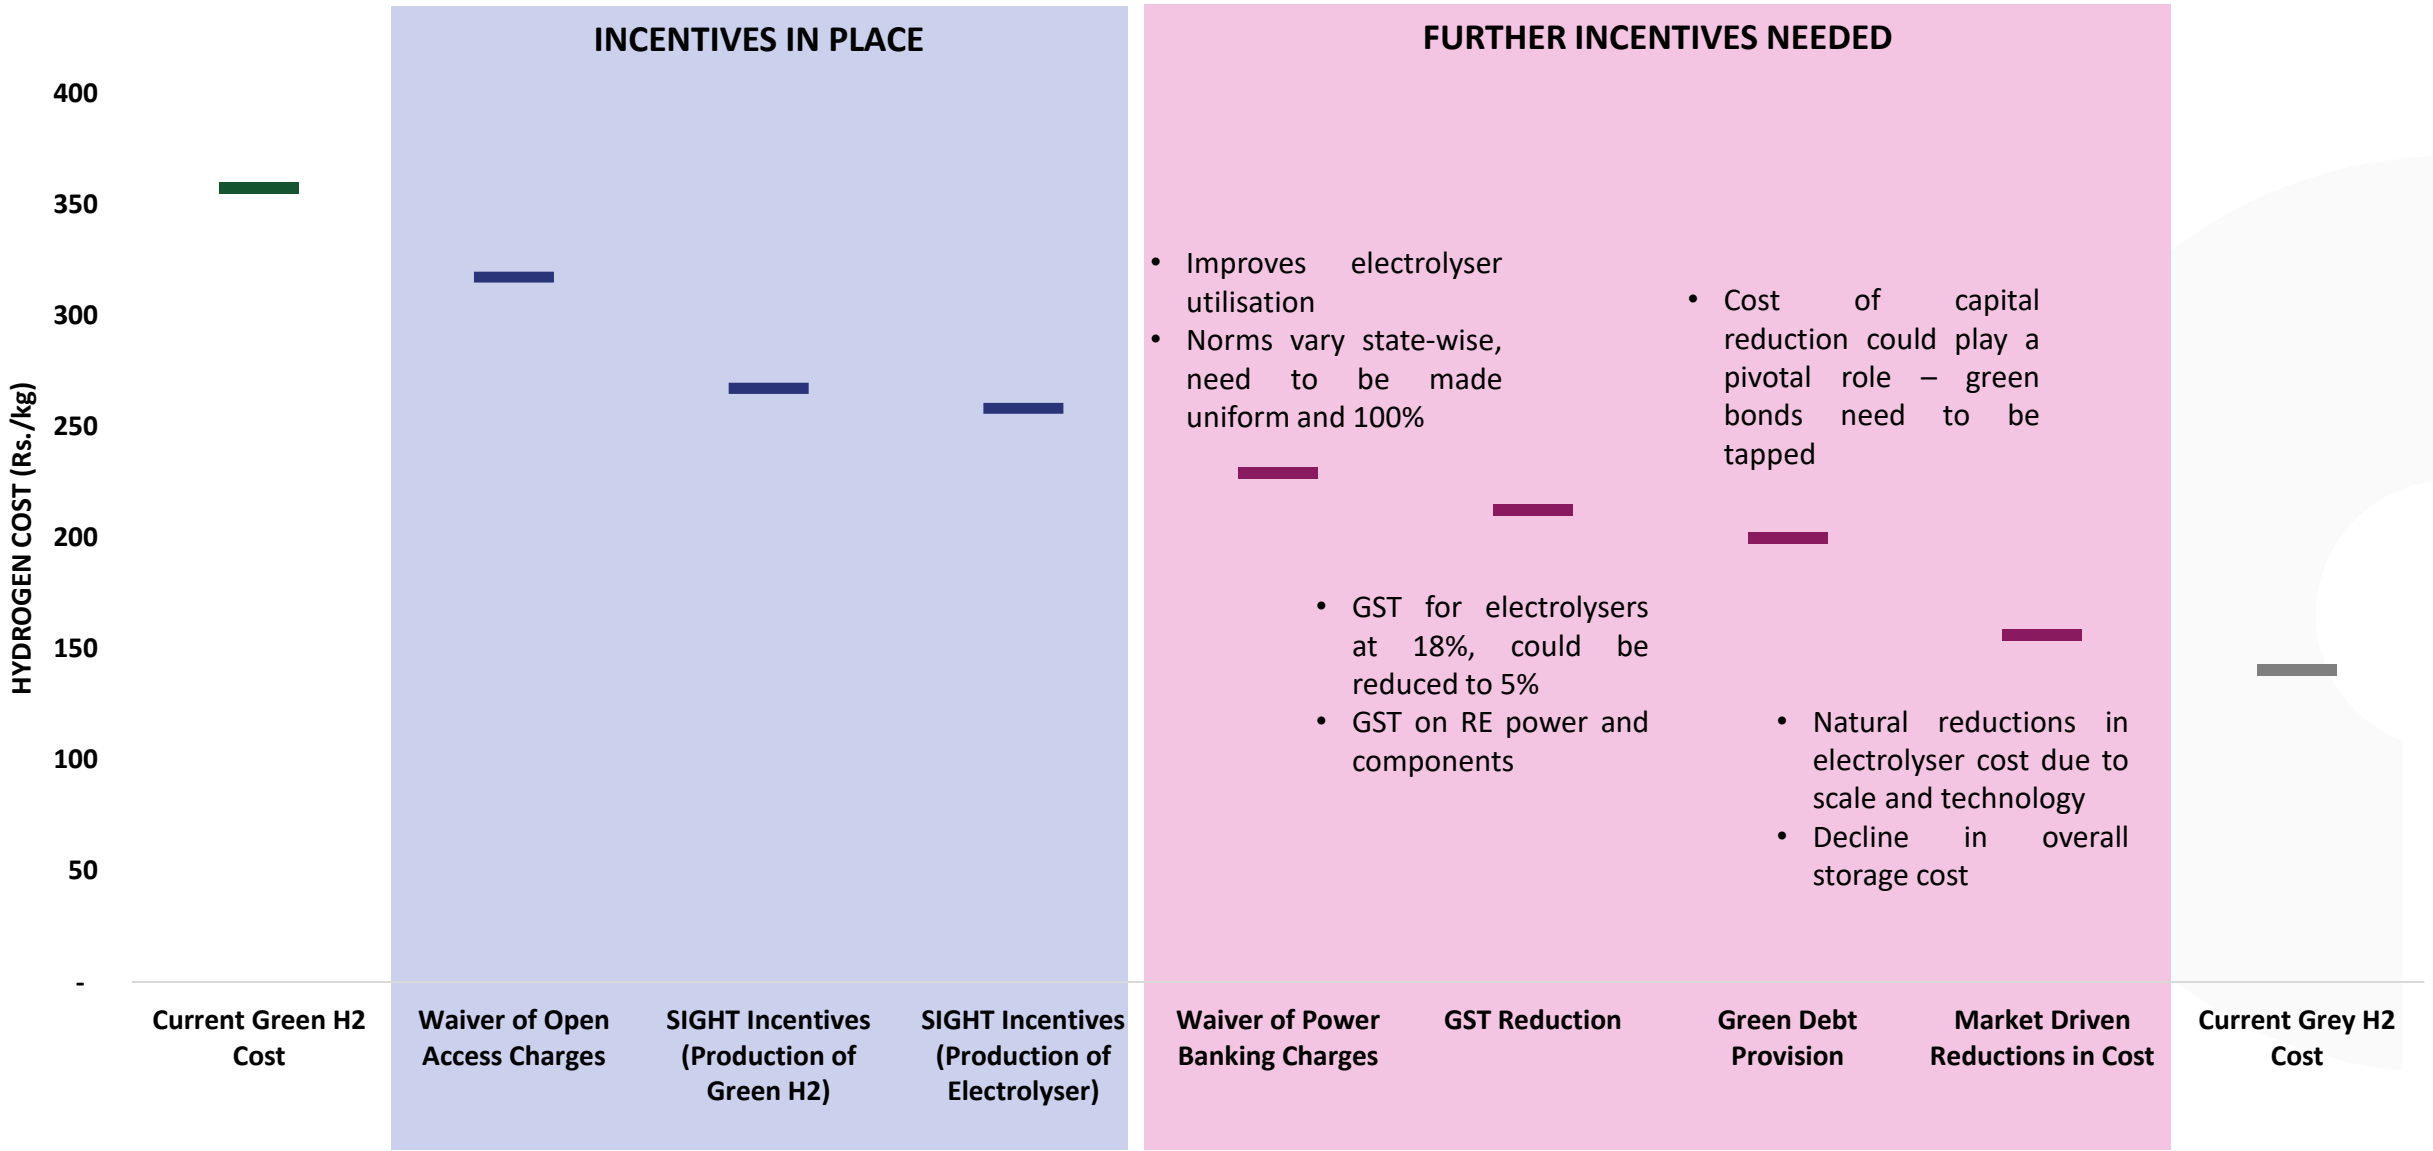 INCENTIVES IN PLACE
FURTHER INCENTIVES NEEDED
HYDROGEN COST (Rs./kg)
400
350
300
250
200
150
100
50
-
• Improves electrolyser
utilisation
• Norms vary state-wise,
need to be made
uniform and 100%
• Cost of capital
reduction could play a
pivotal role – green
bonds need to be
tapped
• GST for electrolysers
at 18%, could be
reduced to 5%
• GST on RE power and
components
• Natural reductions in
electrolyser cost due to
scale and technology
• Decline in overall
storage cost
Current Green H2
Cost
Waiver of Open
Access Charges
SIGHT Incentives
(Production of
Green H2)
SIGHT Incentives
(Production of
Electrolyser)
Waiver of Power
Banking Charges
GST Reduction
Green Debt
Provision
Market Driven
Reductions in Cost
Current Grey H2
Cost